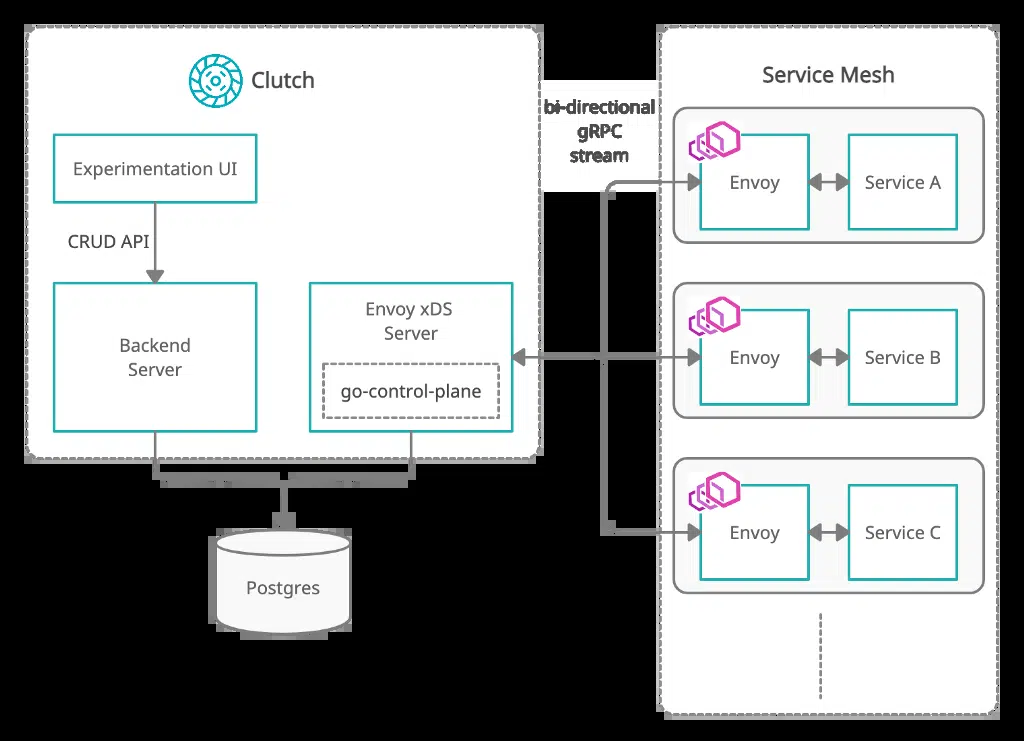 Clutch
Experimentation UI
CRUD API
Backend
Server
Envoy xDS
Server
go-control-plane
Postgres
bi-directional
gRPC
stream
Service Mesh
Envoy
Service A
Envoy
Service B
Envoy
Service C